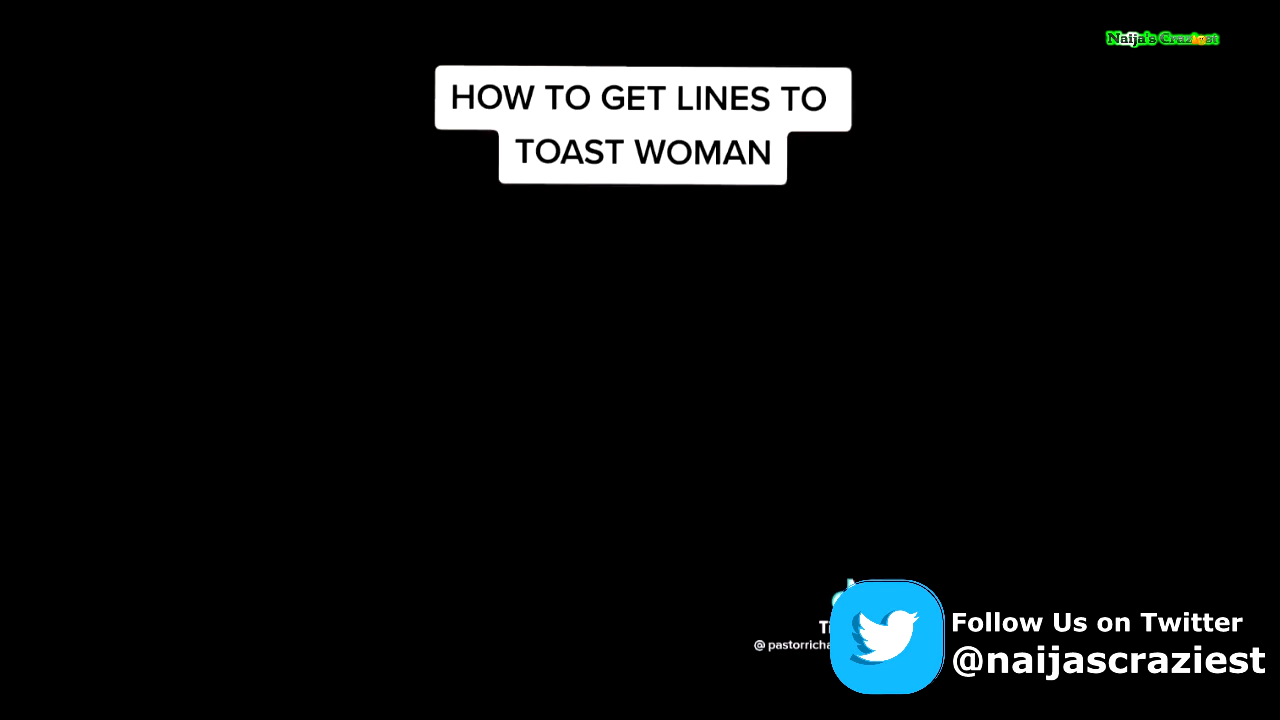 Naija's Craziest
HOW TO GET LINES TO
TOAST WOMAN
Follow Us on Twitter
@naijascraziest